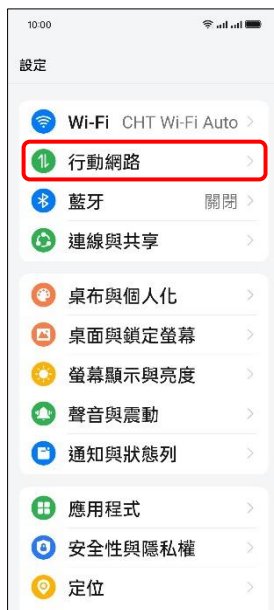 10:00
設定
Wi-Fi CHT Wi-Fi Auto
行動網路
藍牙 關閉
連線與共享
桌布與個人化
桌面與鎖定螢幕
螢幕顯示與亮度
聲音與震動
通知與狀態列
應用程式
安全性與隱私權
定位